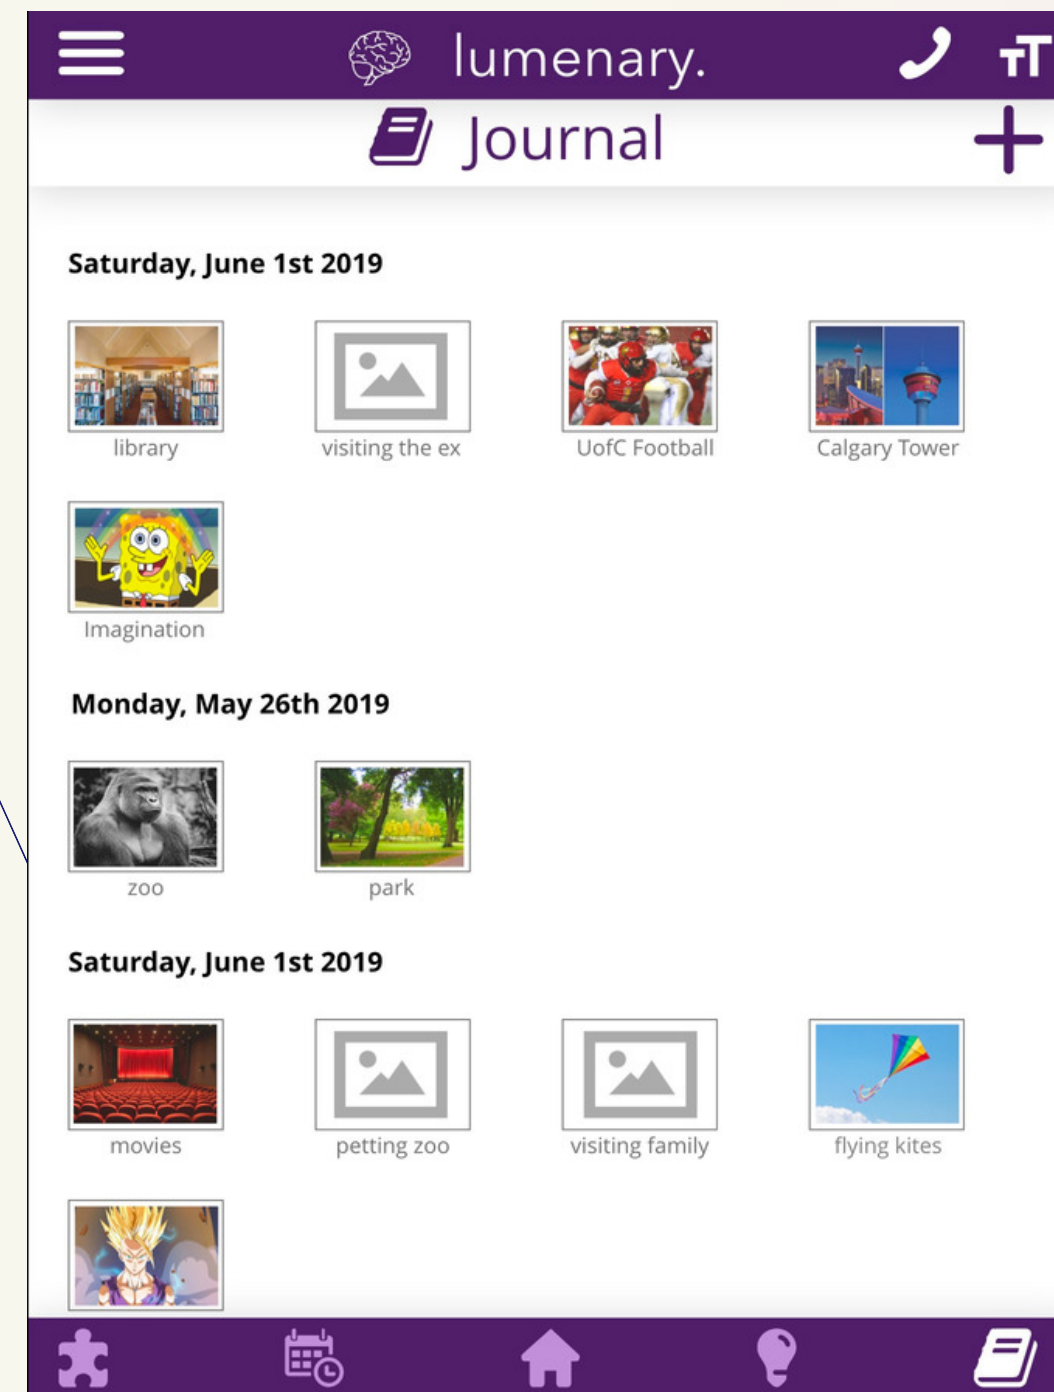 lumenary.
TT
Journal
Saturday, June 1st 2019
library
visiting the ex
UofC Football
Calgary Tower
Imagination
Monday, May 26th 2019
zoo
park
Saturday, June 1st 2019
movies
petting zoo
visiting family
flying kites